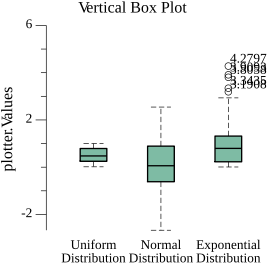 Vertical Box Plot
6
4.2797
3.1908
2
-2
plotter.Values
Uniform
Distribution
Normal
Distribution
Exponential
Distribution